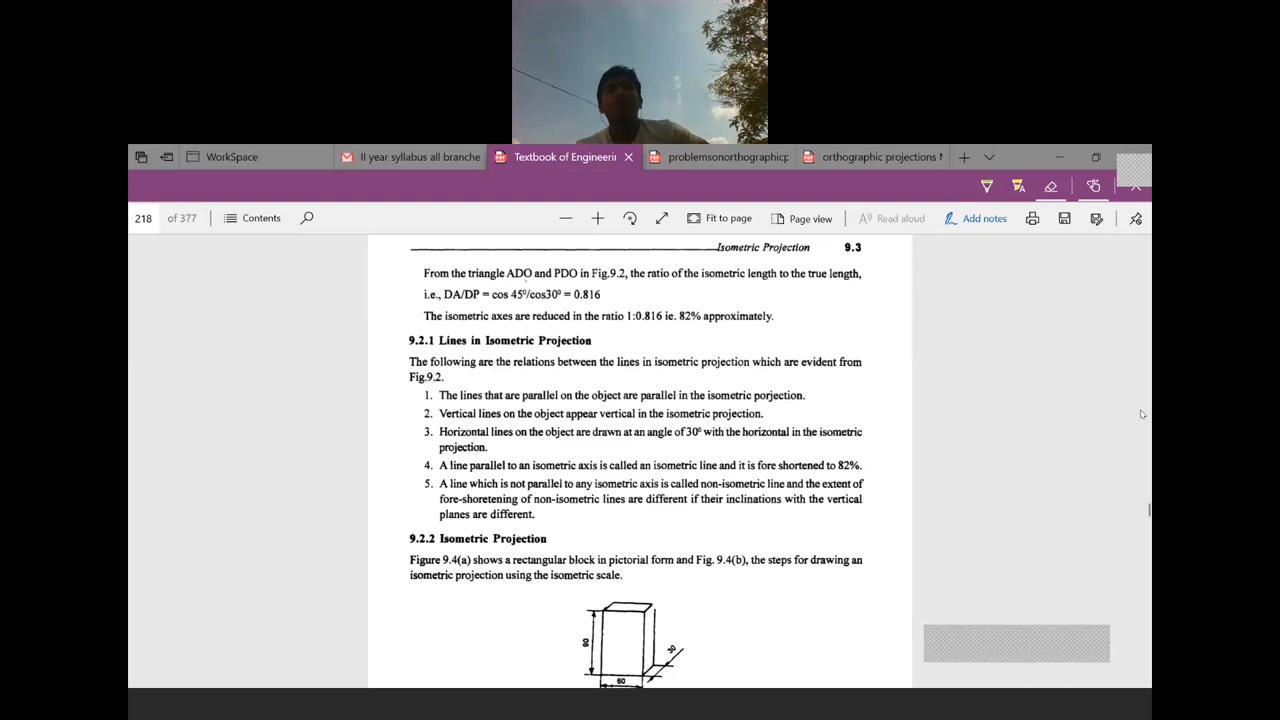 WorkSpace
II year syllabus all branche
Textbook of Engineerin
problemsonorthographicp
orthographic projections N
218 of 377
Contents
Fit to page
Page view
Read aloud
Add notes
Isometric Projection 9.3
From the triangle ADO and PDO in Fig.9.2, the ratio of the isometric length to the true length,
i.e., DA/DP = cos 45⁰/cos30⁰ = 0.816
The isometric axes are reduced in the ratio 1:0.816 ie. 82% approximately.
9.2.1 Lines in Isometric Projection
The following are the relations between the lines in isometric projection which are evident from
Fig.9.2.
1. The lines that are parallel on the object are parallel in the isometric porjection.
2. Vertical lines on the object appear vertical in the isometric projection.
3. Horizontal lines on the object are drawn at an angle of 30⁰ with the horizontal in the isometric
projection.
4. A line parallel to an isometric axis is called an isometric line and it is fore shortened to 82%.
5. A line which is not parallel to any isometric axis is called non-isometric line and the extent of
fore-shoretening of non-isometric lines are different if their inclinations with the vertical
planes are different.
9.2.2 Isometric Projection
Figure 9.4(a) shows a rectangular block in pictorial form and Fig. 9.4(b), the steps for drawing an
isometric projection using the isometric scale.
90
30
60